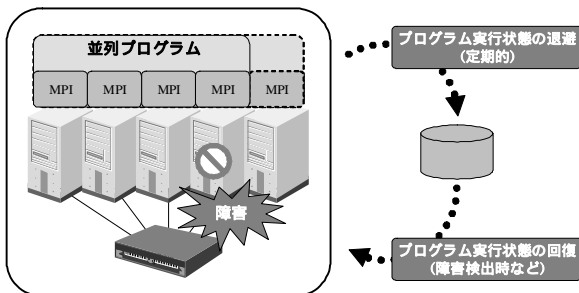 並列プログラム
MPI MPI MPI MPI MPI
障害
プログラム実行状態の退避
(定期的)
プログラム実行状態の回復
(障害検出時など)